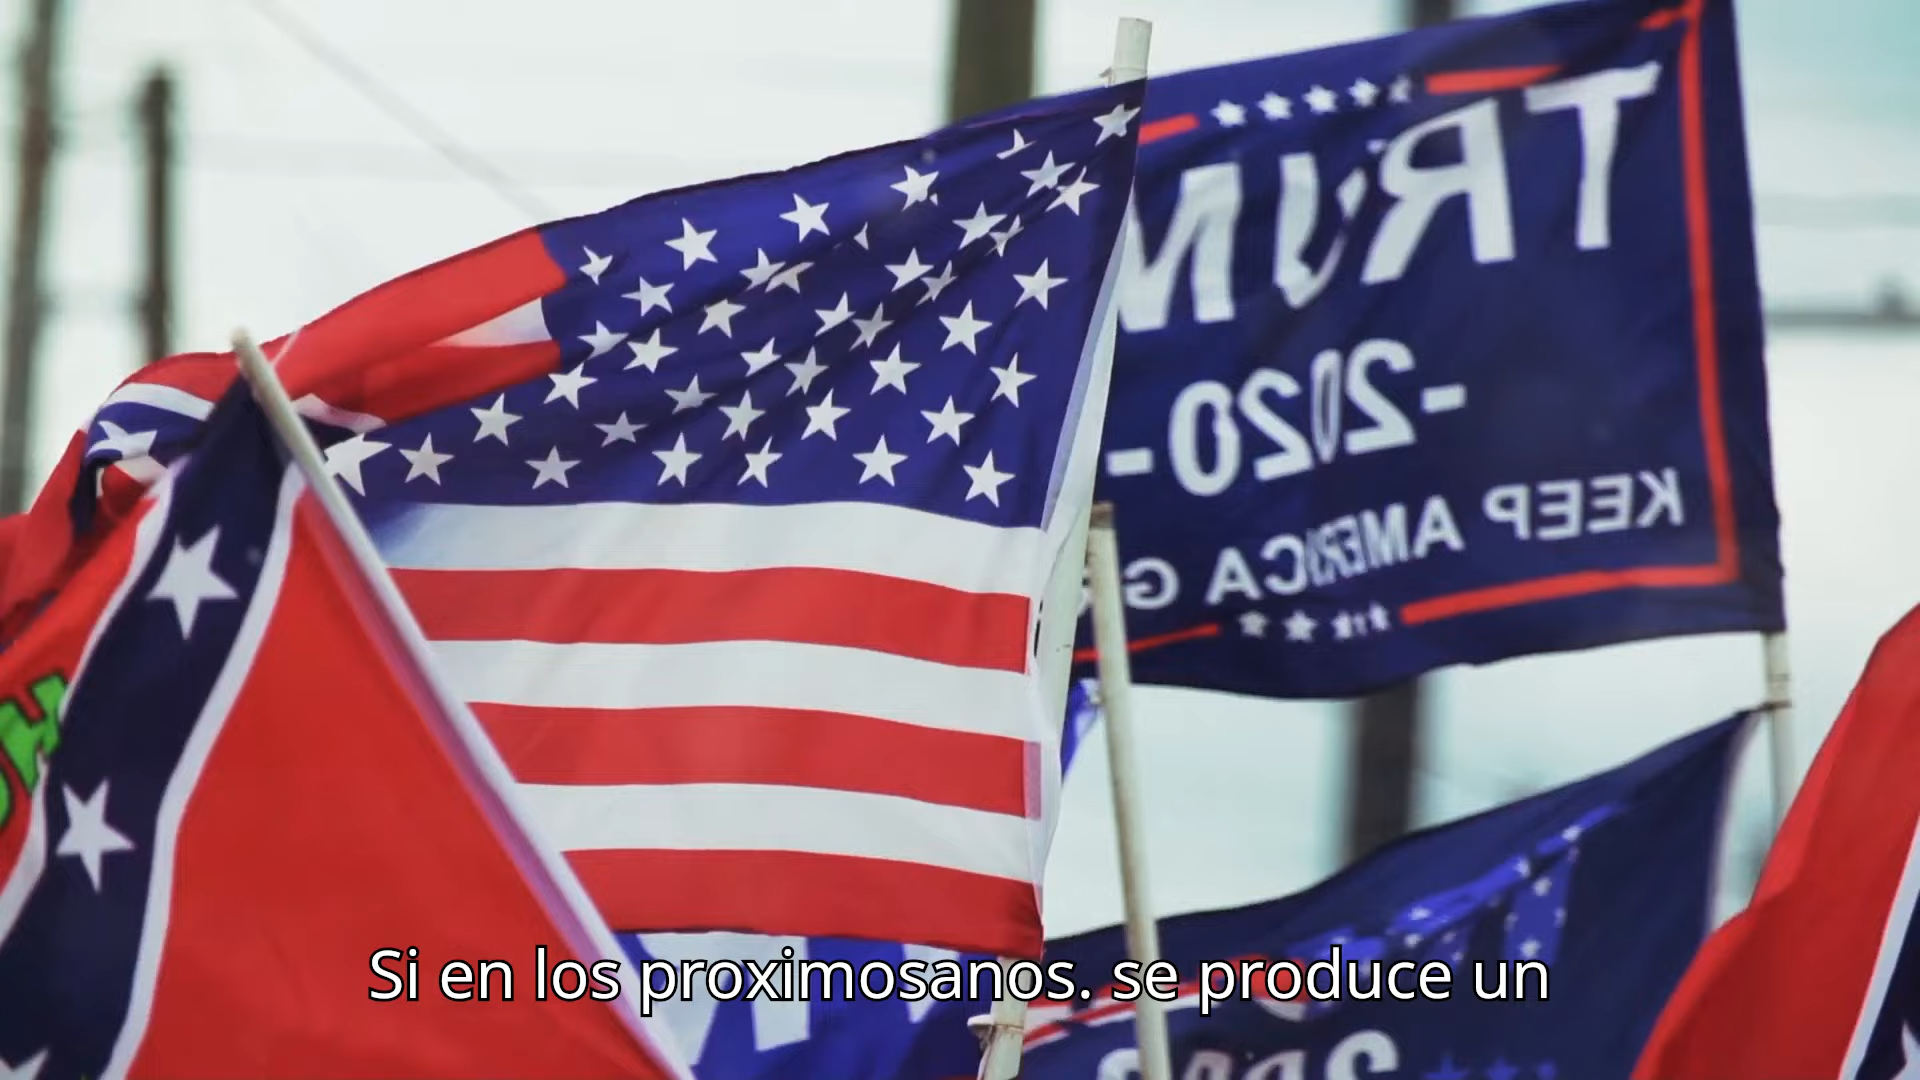 TRUM
-2020-
KEEP AMERICA G
Si en los proximosanos. se produce un